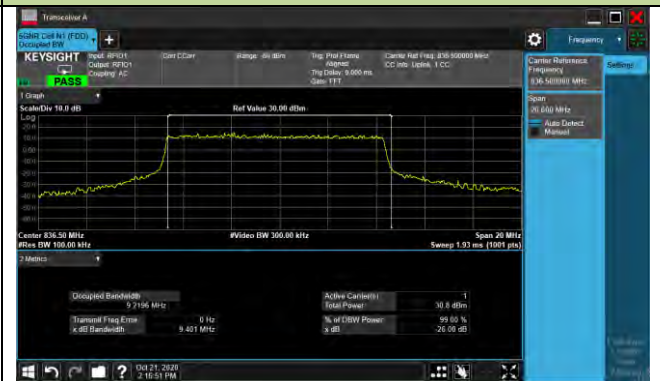 Transceiver A
5GNR Cell N1 (FDD)
Occupied BW
Frequency
KEYSIGHT
Input: RFIO1
Output: RFIO1
Coupling: AC
PASS
Corr CCorr
Trig: Prof Frame
Aligned
Trig Delay: 0.000 ms
Gate: FFT
Carrier Ref Freq: 836.500000 MHz
CC Info: Uplink, 1 CC
Carrier Reference
Frequency
836.500000 MHz
Settings
Span
20.000 MHz
Auto Detect
Manual
1 Graph
Scale/Div 10.0 dB
Ref Value 30.00 dBm
Log
Center 836.50 MHz
#Video BW 300.00 kHz
Span 20 MHz
#Res BW 100.00 kHz
Sweep 1.93 ms (1001 pts)
2 Metrics
Occupied Bandwidth
9.2196 MHz
Active Carrier(s)
1
Total Power
30.8 dBm
Transmit Freq Error
0 Hz
x dB Bandwidth
9.401 MHz
% of OBW Power
99.00 %
x dB
-26.00 dB
Oct 21, 2020
2:16:51 PM